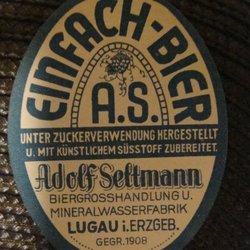 EINFACH-BIER
A.S.
UNTER ZUCKERVERWENDUNG HERGESTELLT
U. MIT KÜNSTLICHEM SÜSSTOFF ZUBEREITET.
Adolf Seltmann
BIERGROSSHANDLUNG U.
MINERALWASSERFABRIK
LUGAU i. ERZGEB.
GEGR. 1908